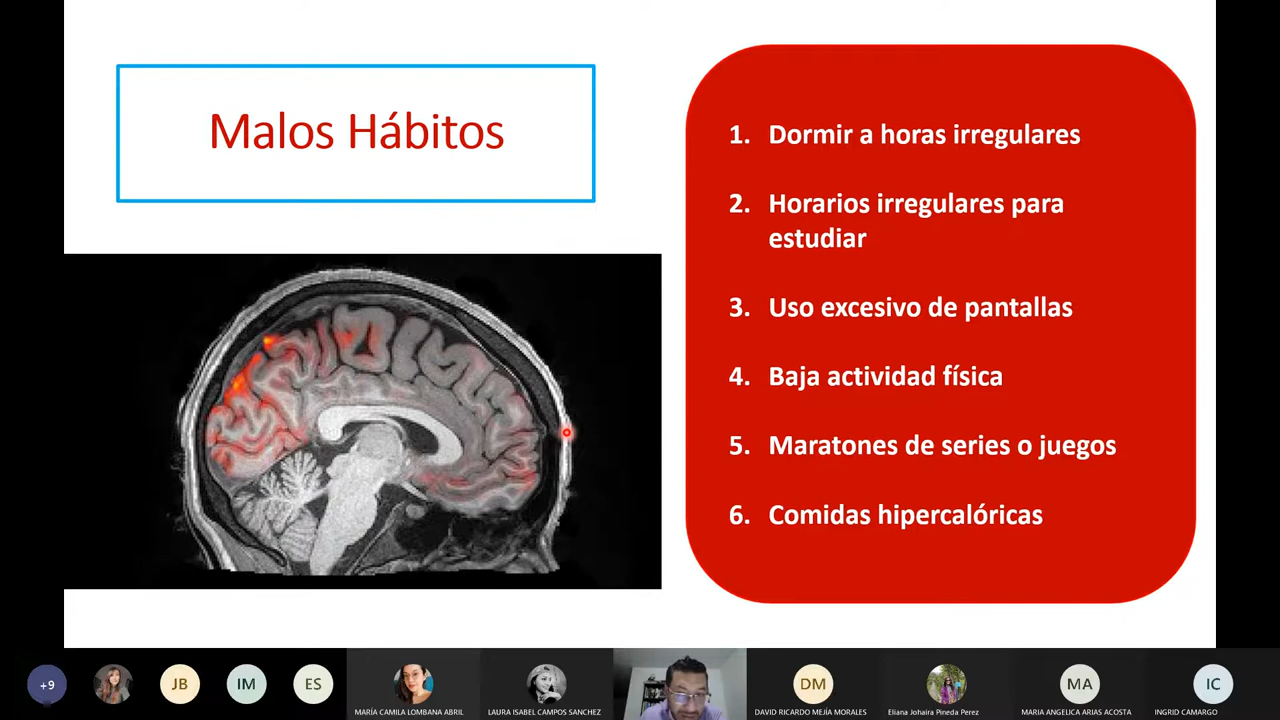 Malos Hábitos
1. Dormir a horas irregulares
2. Horarios irregulares para
estudiar
3. Uso excesivo de pantallas
4. Baja actividad física
5. Maratones de series o juegos
6. Comidas hipercalóricas
+9
JB
IM
ES
MARÍA CAMILA LOMBANA ABRIL
LAURA ISABEL CAMPOS SANCHEZ
DM
DAVID RICARDO MEJÍA MORALES
Eliana Johaira Pineda Perez
MA
MARIA ANGELICA ARIAS ACOSTA
IC
INGRID CAMARGO